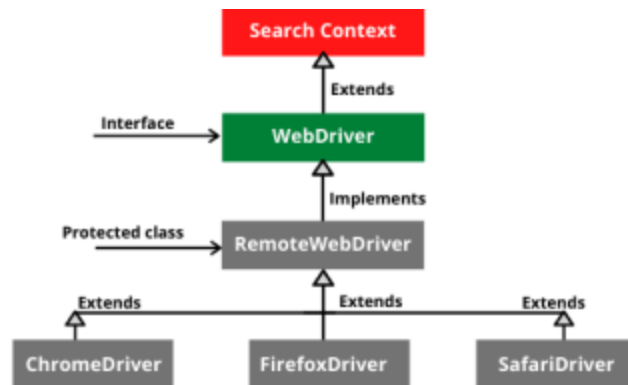 Search Context
Extends
Interface
WebDriver
Implements
Protected class
RemoteWebDriver
Extends
Extends
Extends
ChromeDriver
FirefoxDriver
SafariDriver